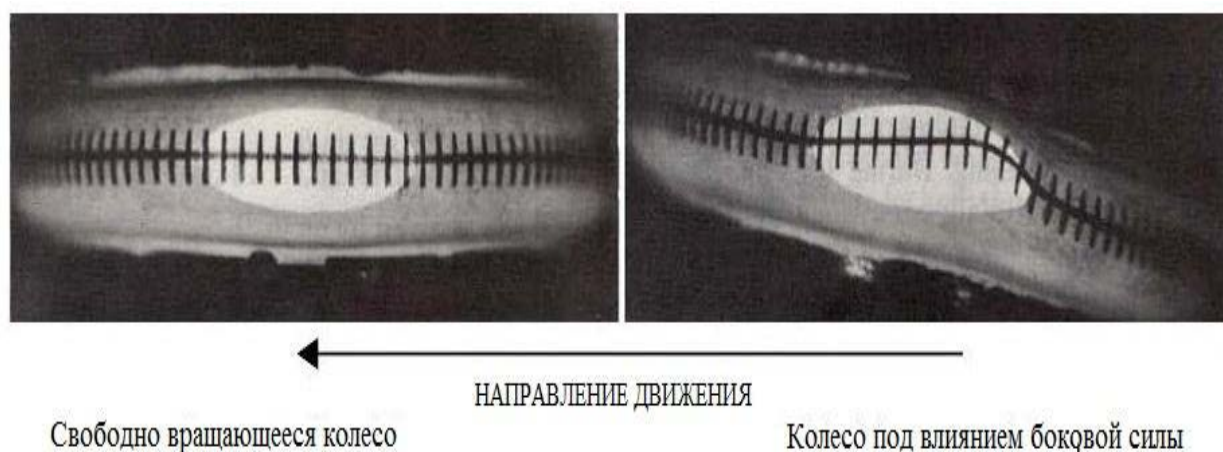 НАПРАВЛЕНИЕ ДВИЖЕНИЯ
Свободно вращающееся колесо
Колесо под влиянием боковой силы